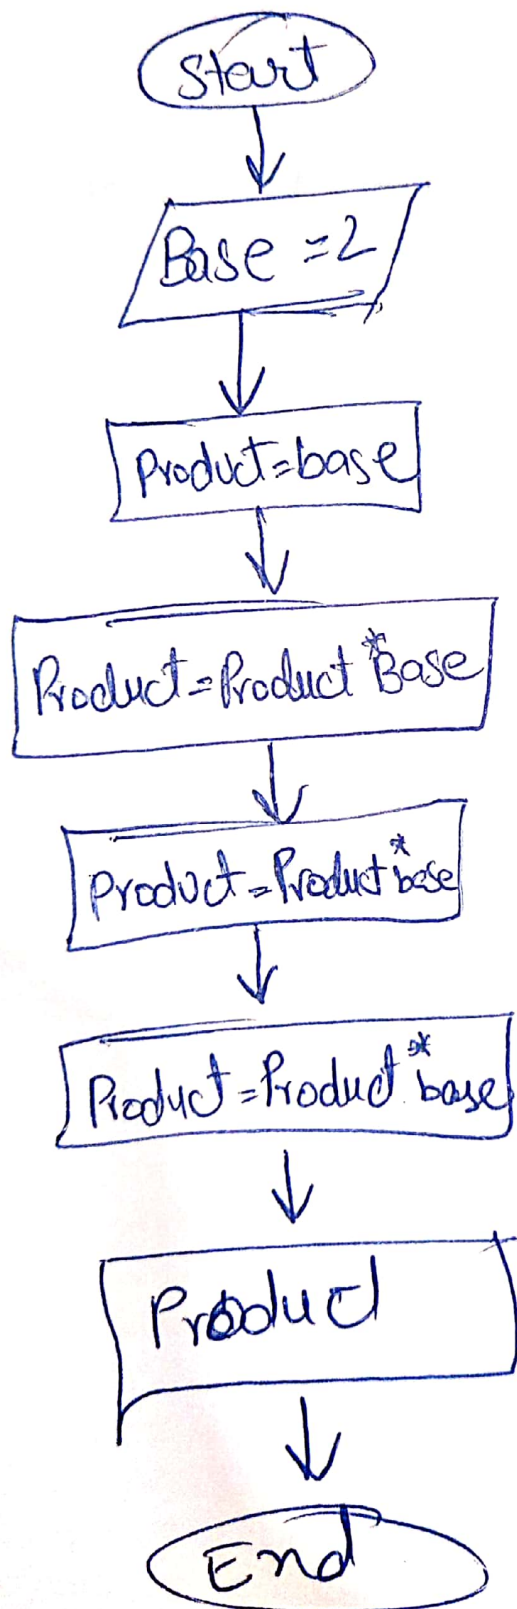 Start
Base = 2
Product=base
Product=Product*Base
Product=Product*base
Product=Product*base
Product
End